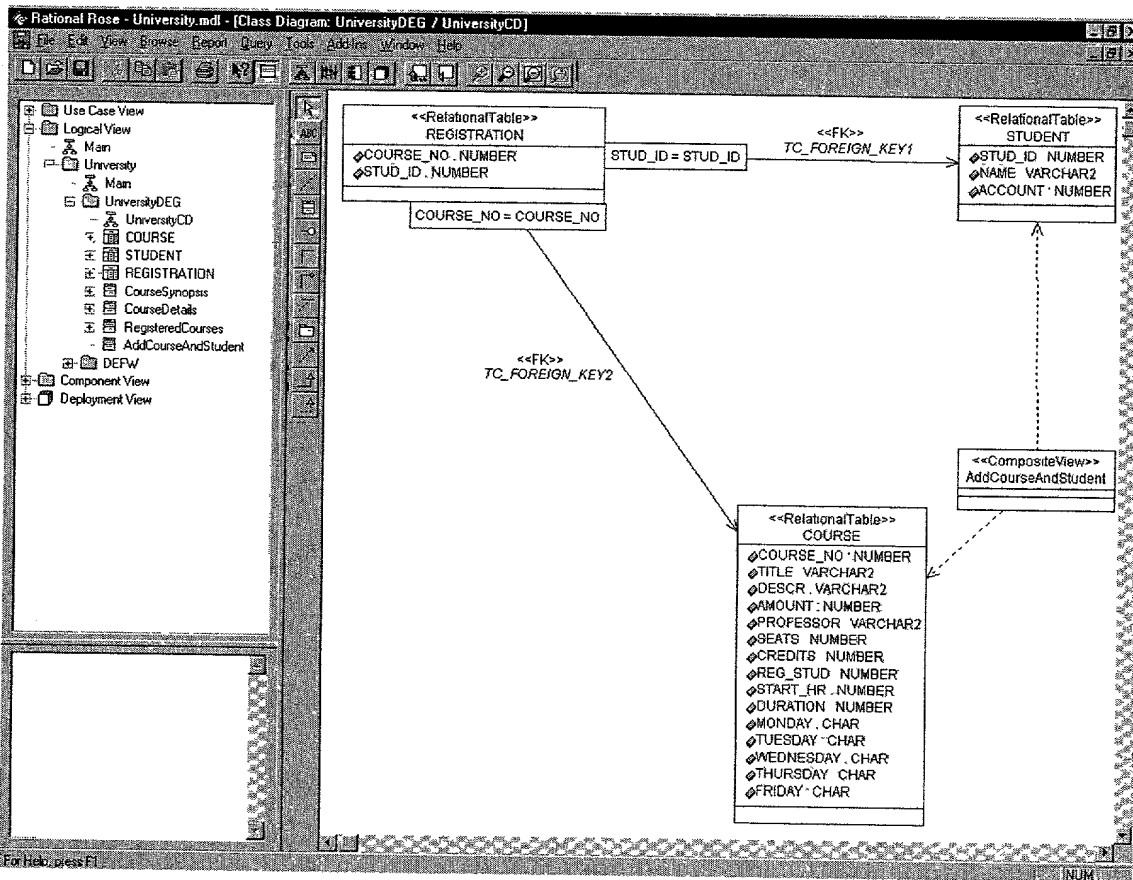 Rational Rose - University.mdl - [Class Diagram: UniversityDEG / UniversityCD]
File Edit View Browse Report Query Tools Add-Ins Window Help
ABC
Use Case View
Logical View
Main
University
Main
UniversityDEG
UniversityCD
COURSE
STUDENT
REGISTRATION
CourseSynopsis
CourseDetails
RegisteredCourses
AddCourseAndStudent
DEFW
Component View
Deployment View
<<RelationalTable>>
REGISTRATION
COURSE_NO : NUMBER
STUD_ID : NUMBER
STUD_ID = STUD_ID
COURSE_NO = COURSE_NO
<<FK>>
TC_FOREIGN_KEY1
<<RelationalTable>>
STUDENT
STUD_ID : NUMBER
NAME : VARCHAR2
ACCOUNT : NUMBER
<<FK>>
TC_FOREIGN_KEY2
<<CompositeView>>
AddCourseAndStudent
<<RelationalTable>>
COURSE
COURSE_NO : NUMBER
TITLE : VARCHAR2
DESCR : VARCHAR2
AMOUNT : NUMBER
PROFESSOR : VARCHAR2
SEATS : NUMBER
CREDITS : NUMBER
REG_STUD : NUMBER
START_HR : NUMBER
DURATION : NUMBER
MONDAY : CHAR
TUESDAY : CHAR
WEDNESDAY : CHAR
THURSDAY : CHAR
FRIDAY : CHAR
For Help, press F1
NUM